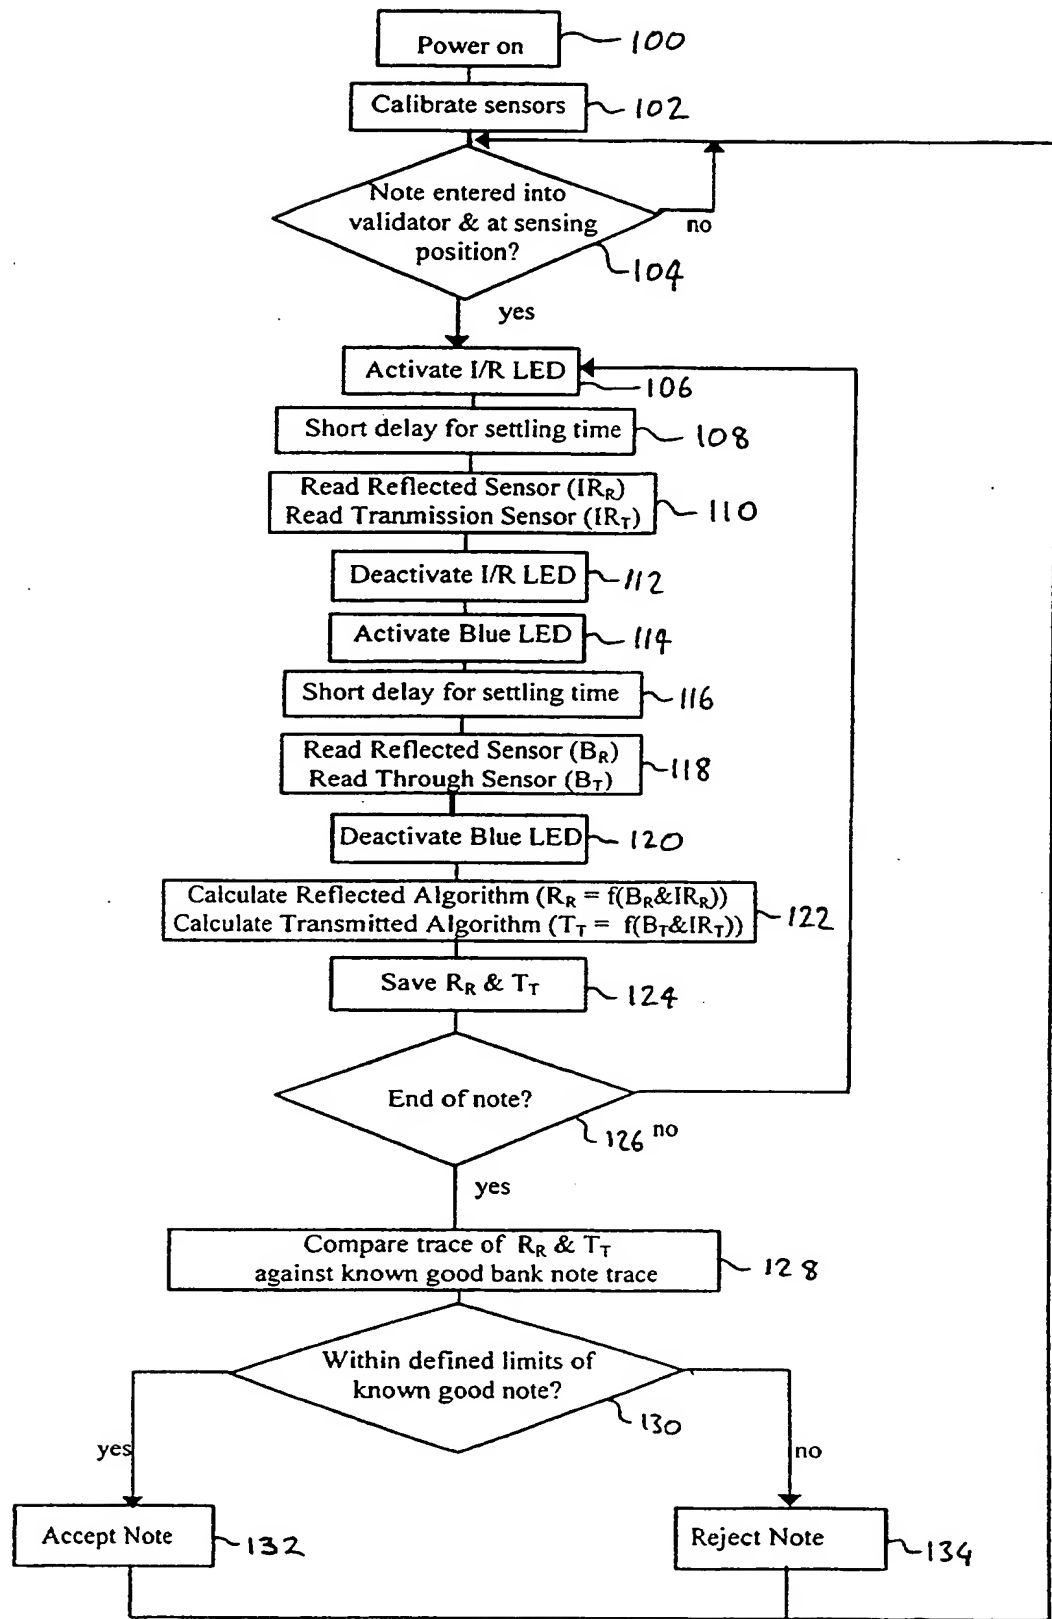 Power on
100
Calibrate sensors
102
Note entered into
validator & at sensing
position?
no
104
yes
Activate I/R LED
106
Short delay for settling time
108
Read Reflected Sensor (IR_R)
Read Tranmission Sensor (IR_T)
110
Deactivate I/R LED
112
Activate Blue LED
114
Short delay for settling time
116
Read Reflected Sensor (B_R)
Read Through Sensor (B_T)
118
Deactivate Blue LED
120
Calculate Reflected Algorithm (R_R = f(B_R&IR_R))
Calculate Transmitted Algorithm (T_T = f(B_T&IR_T))
122
Save R_R & T_T
124
End of note?
126
no
yes
Compare trace of R_R & T_T
against known good bank note trace
128
Within defined limits of
known good note?
130
yes
no
Accept Note
132
Reject Note
134